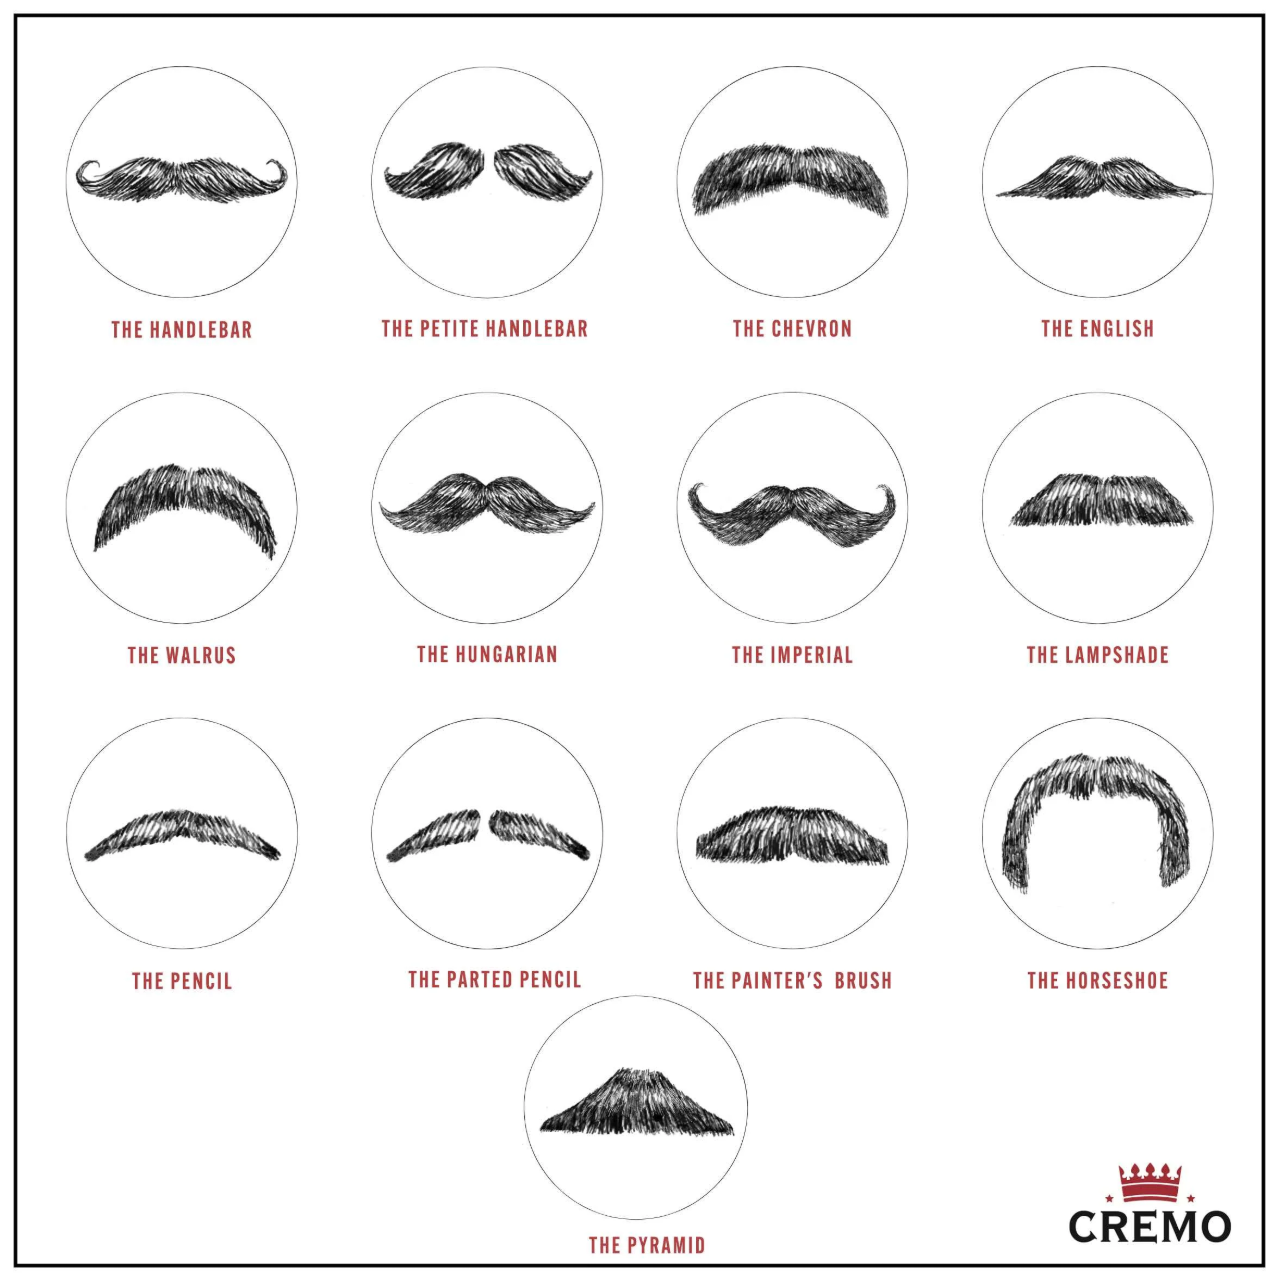 THE HANDLEBAR
THE PETITE HANDLEBAR
THE CHEVRON
THE ENGLISH
THE WALRUS
THE HUNGARIAN
THE IMPERIAL
THE LAMPSHADE
THE PENCIL
THE PARTED PENCIL
THE PAINTER'S BRUSH
THE HORSESHOE
THE PYRAMID
CREMO